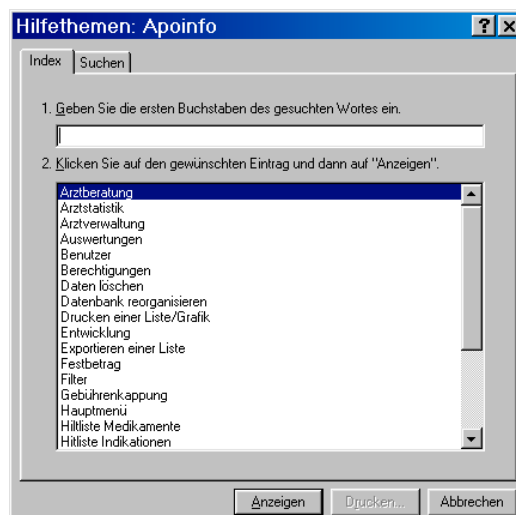 Hilfethemen: Apoinfo
Index
Suchen
1. Geben Sie die ersten Buchstaben des gesuchten Wortes ein.
2. Klicken Sie auf den gewünschten Eintrag und dann auf "Anzeigen".
Arztberatung
Arztstatistik
Arztverwaltung
Auswertungen
Benutzer
Berechtigungen
Daten löschen
Datenbank reorganisieren
Drucken einer Liste/Grafik
Entwicklung
Exportieren einer Liste
Festbetrag
Filter
Gebührenkappung
Hauptmenü
Hiltliste Medikamente
Hitliste Indikationen
Anzeigen
Drucken...
Abbrechen